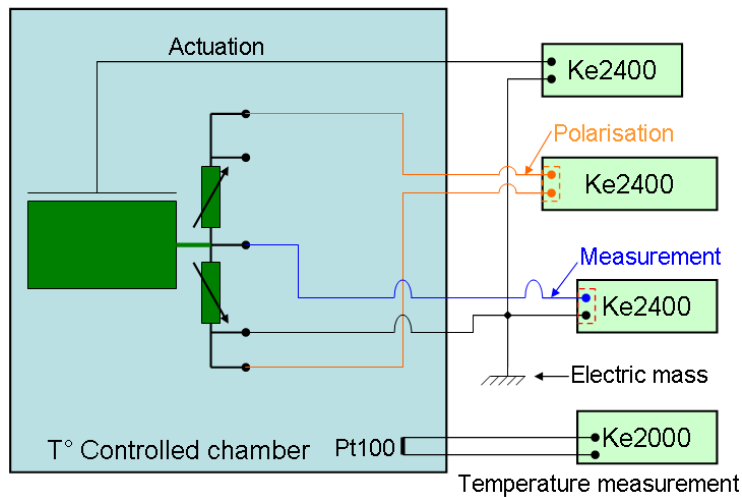 Actuation
Ke2400
Polarisation
Ke2400
Measurement
Ke2400
Electric mass
T° Controlled chamber
Pt100
Ke2000
Temperature measurement